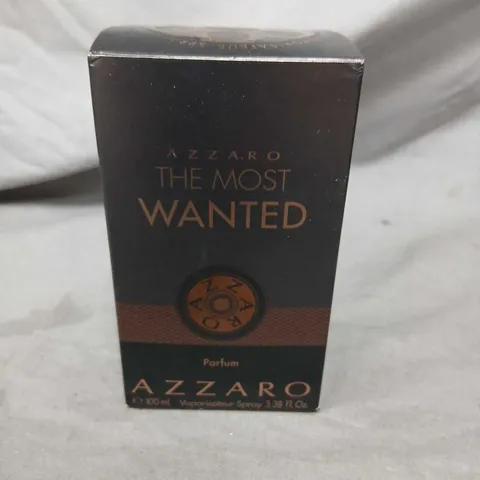 AZZARO
THE MOST
WANTED
AZZARO
Parfum
AZZARO
℮ 100 mL Vaporisateur Spray 3.38 Fl. Oz.